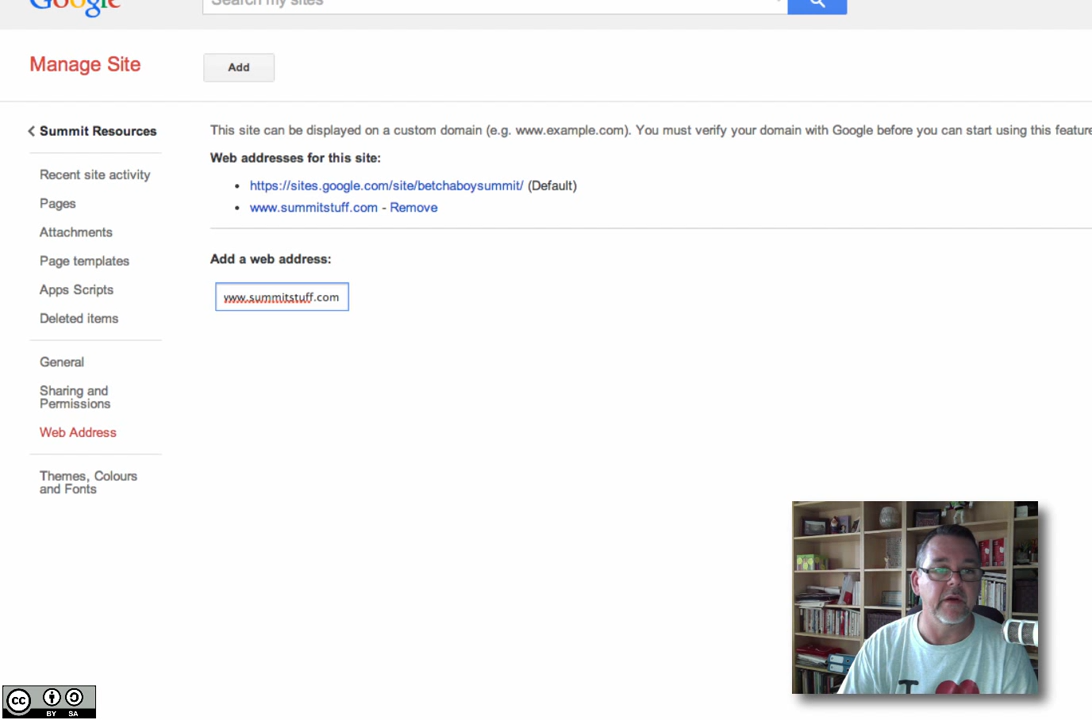 Google
Search my sites
Manage Site
Add
Summit Resources
Recent site activity
Pages
Attachments
Page templates
Apps Scripts
Deleted items
General
Sharing and
Permissions
Web Address
Themes, Colours
and Fonts
This site can be displayed on a custom domain (e.g. www.example.com). You must verify your domain with Google before you can start using this feature
Web addresses for this site:
https://sites.google.com/site/betchaboysummit/ (Default)
www.summitstuff.com - Remove
Add a web address:
www.summitstuff.com
I
cc
BY SA